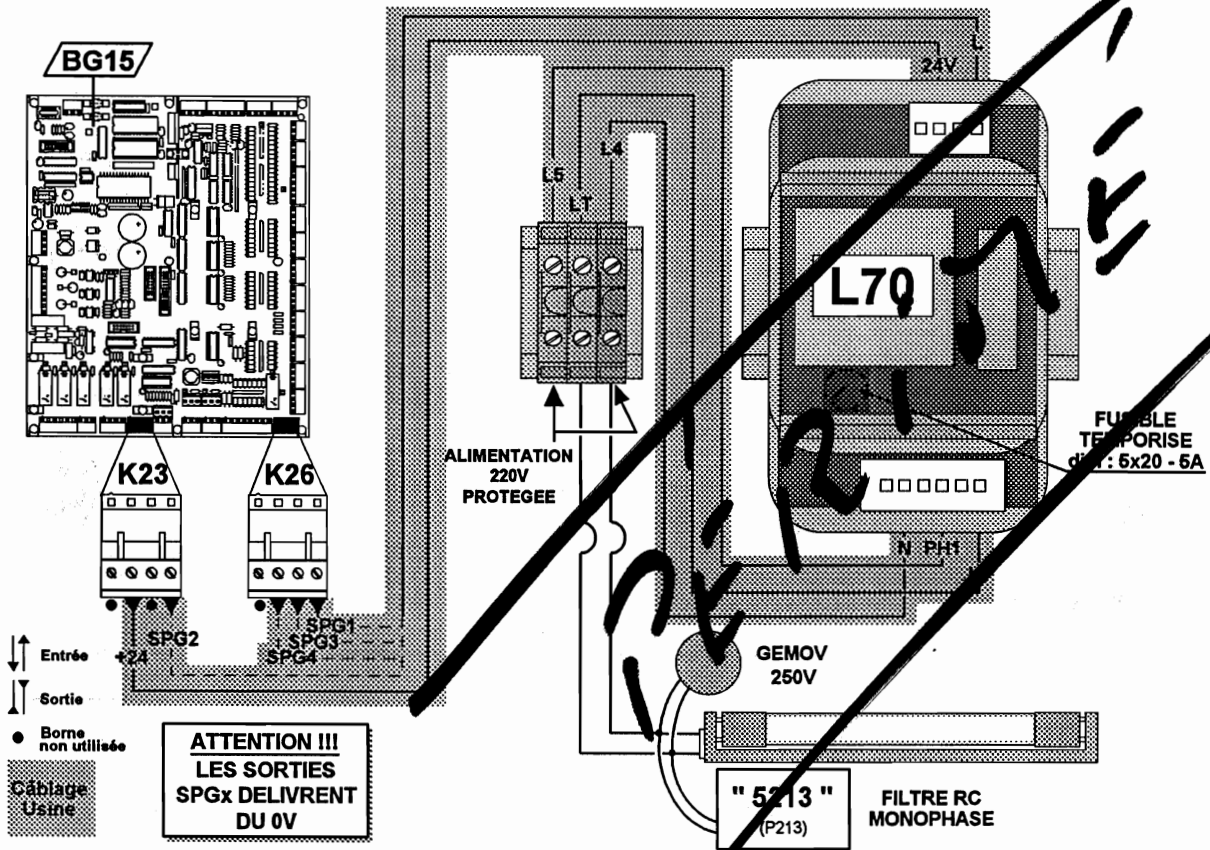 BG15
24V
L
L5
L4
LT
L70
ALIMENTATION
220V
PROTEGEE
FUSIBLE
TEMPORISE
dim : 5x20 - 5A
K23
K26
N PH1
SPG2
+24
SPG1
SPG3
SPG4
Entrée
Sortie
Borne
non utilisée
Câblage
Usine
ATTENTION !!!
LES SORTIES
SPGx DELIVRENT
DU 0V
GEMOV
250V
" 5213 "
(P213)
FILTRE RC
MONOPHASE